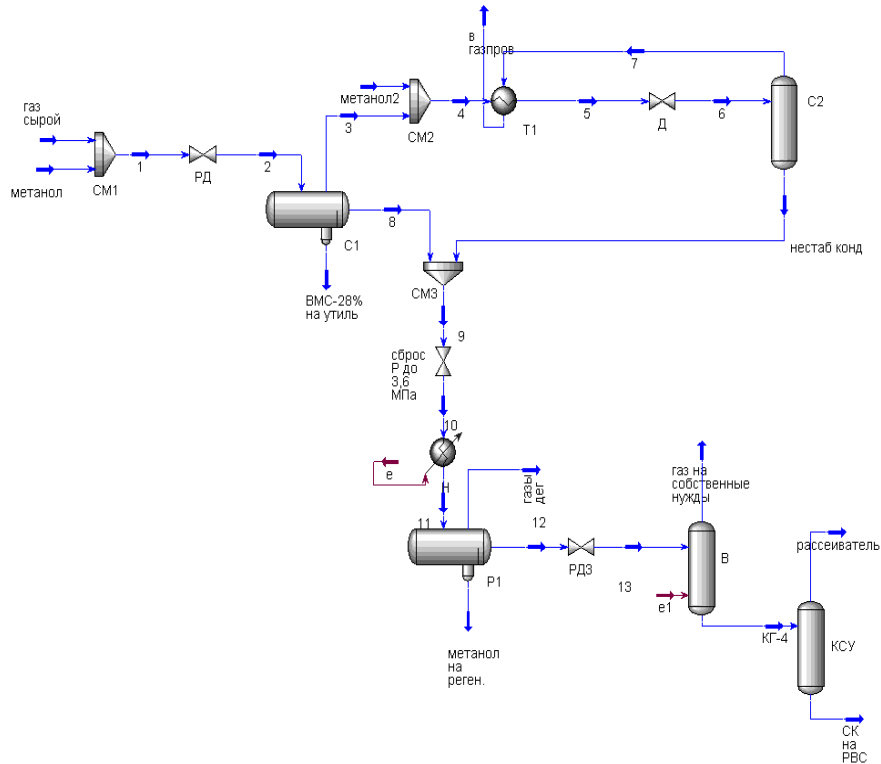 в
газпров
7
метанол2
3
СМ2
4
Т1
5
Д
6
С2
газ
сырой
метанол
СМ1
1
РД
2
С1
8
ВМС-28%
на утиль
СМ3
нестаб конд
9
сброс
Р до
3,6
МПа
10
е
Н
11
газы
дег
12
Р1
РД3
13
метанол
на
реген.
газ на
собственные
нужды
В
е1
КГ-4
рассеиватель
КСУ
СК
на
РВС